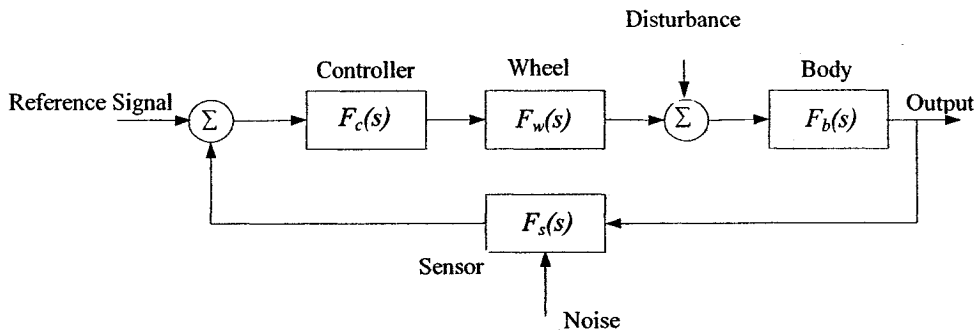 Disturbance
Controller
Wheel
Body
Reference Signal
Σ
F_c(s)
F_w(s)
Σ
F_b(s)
Output
F_s(s)
Sensor
Noise